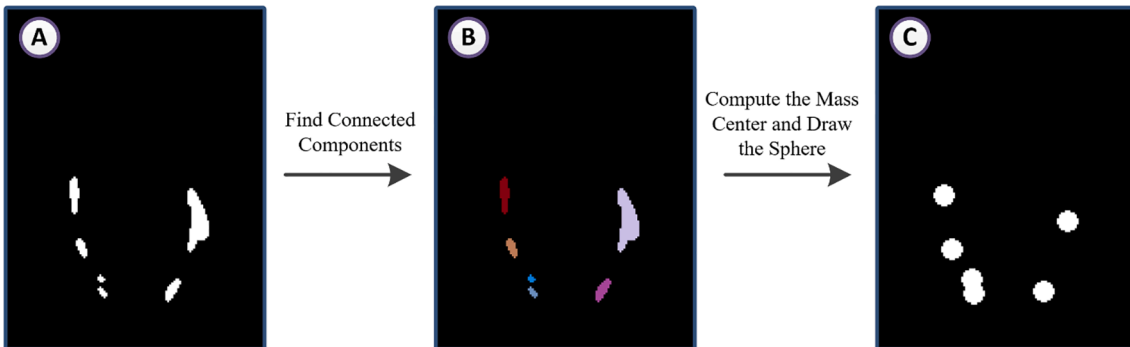 A
Find Connected
Components
B
Compute the Mass
Center and Draw
the Sphere
C